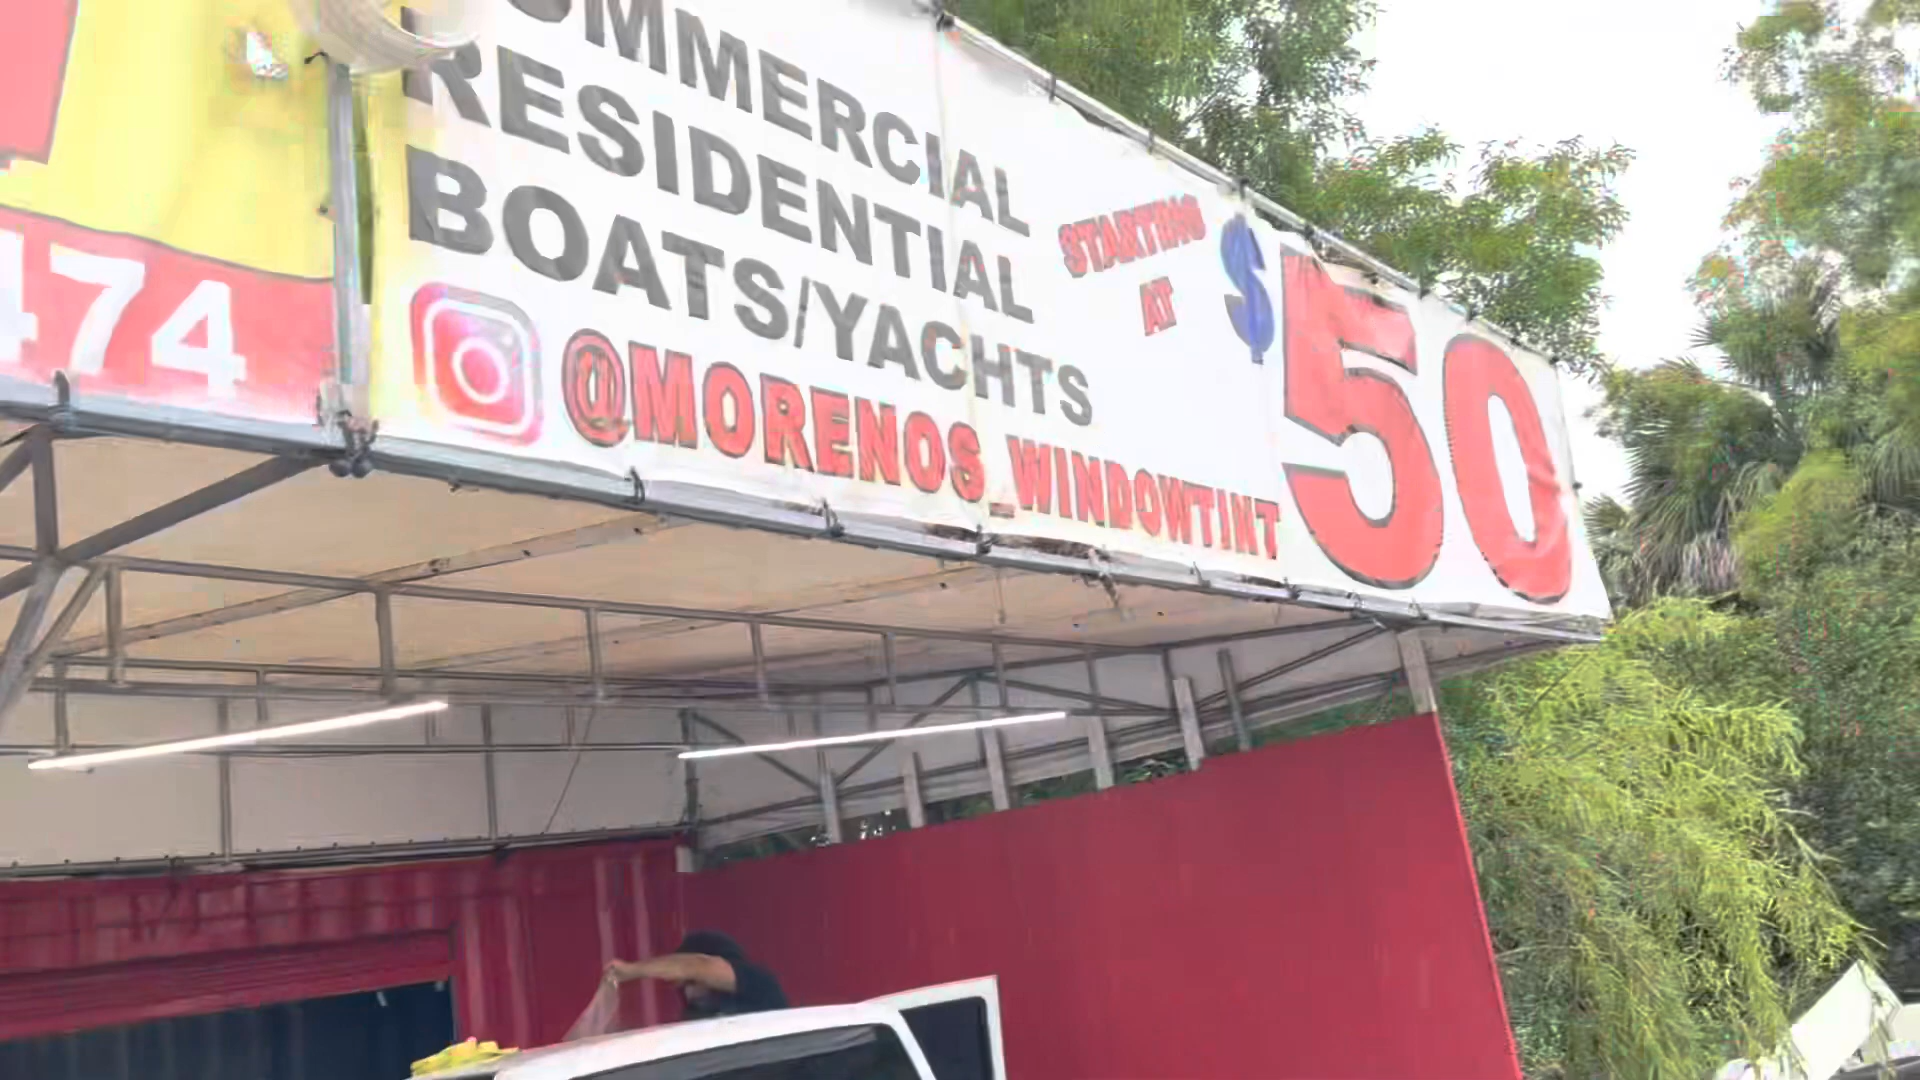 COMMERCIAL
RESIDENTIAL
BOATS/YACHTS
@MORENOS_WINDOWTINT
STARTING
AT
$50
474